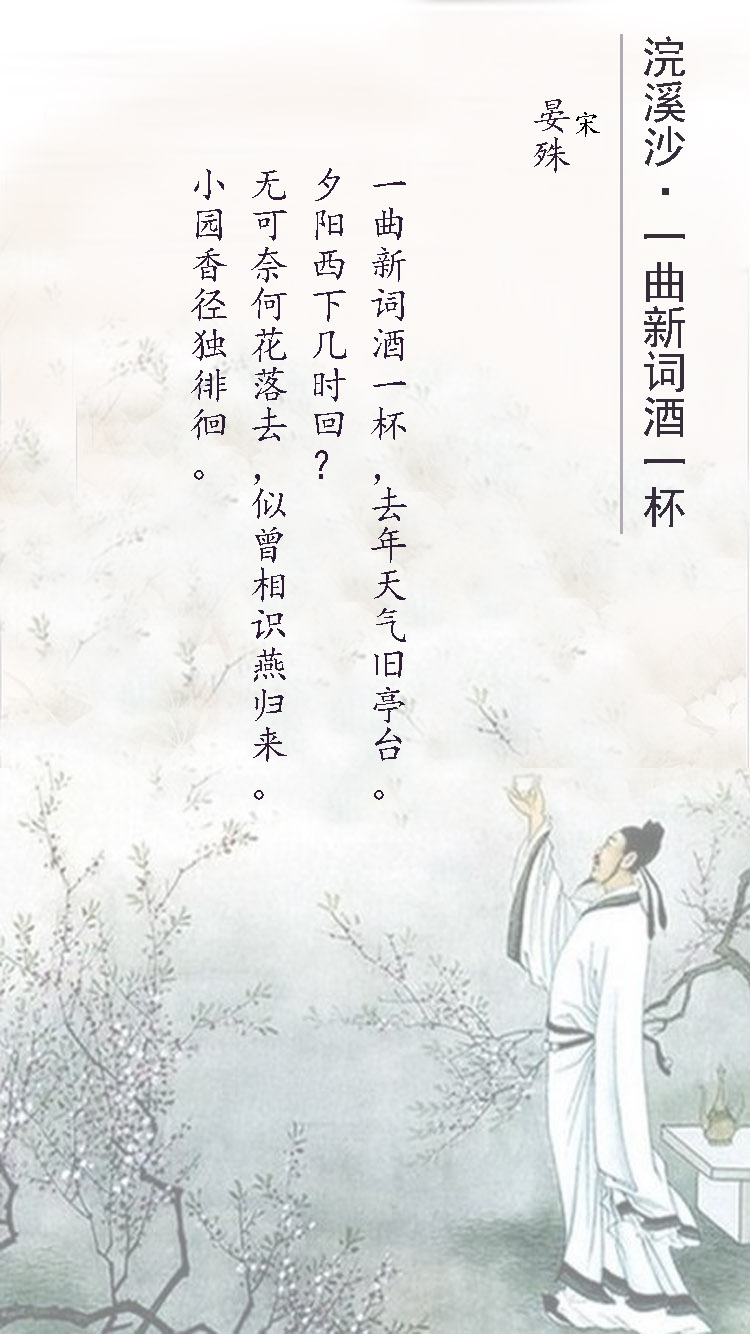 浣溪沙·一曲新词酒一杯
宋
晏殊
一曲新词酒一杯,去年天气旧亭台。
夕阳西下几时回?
无可奈何花落去,似曾相识燕归来。
小园香径独徘徊。